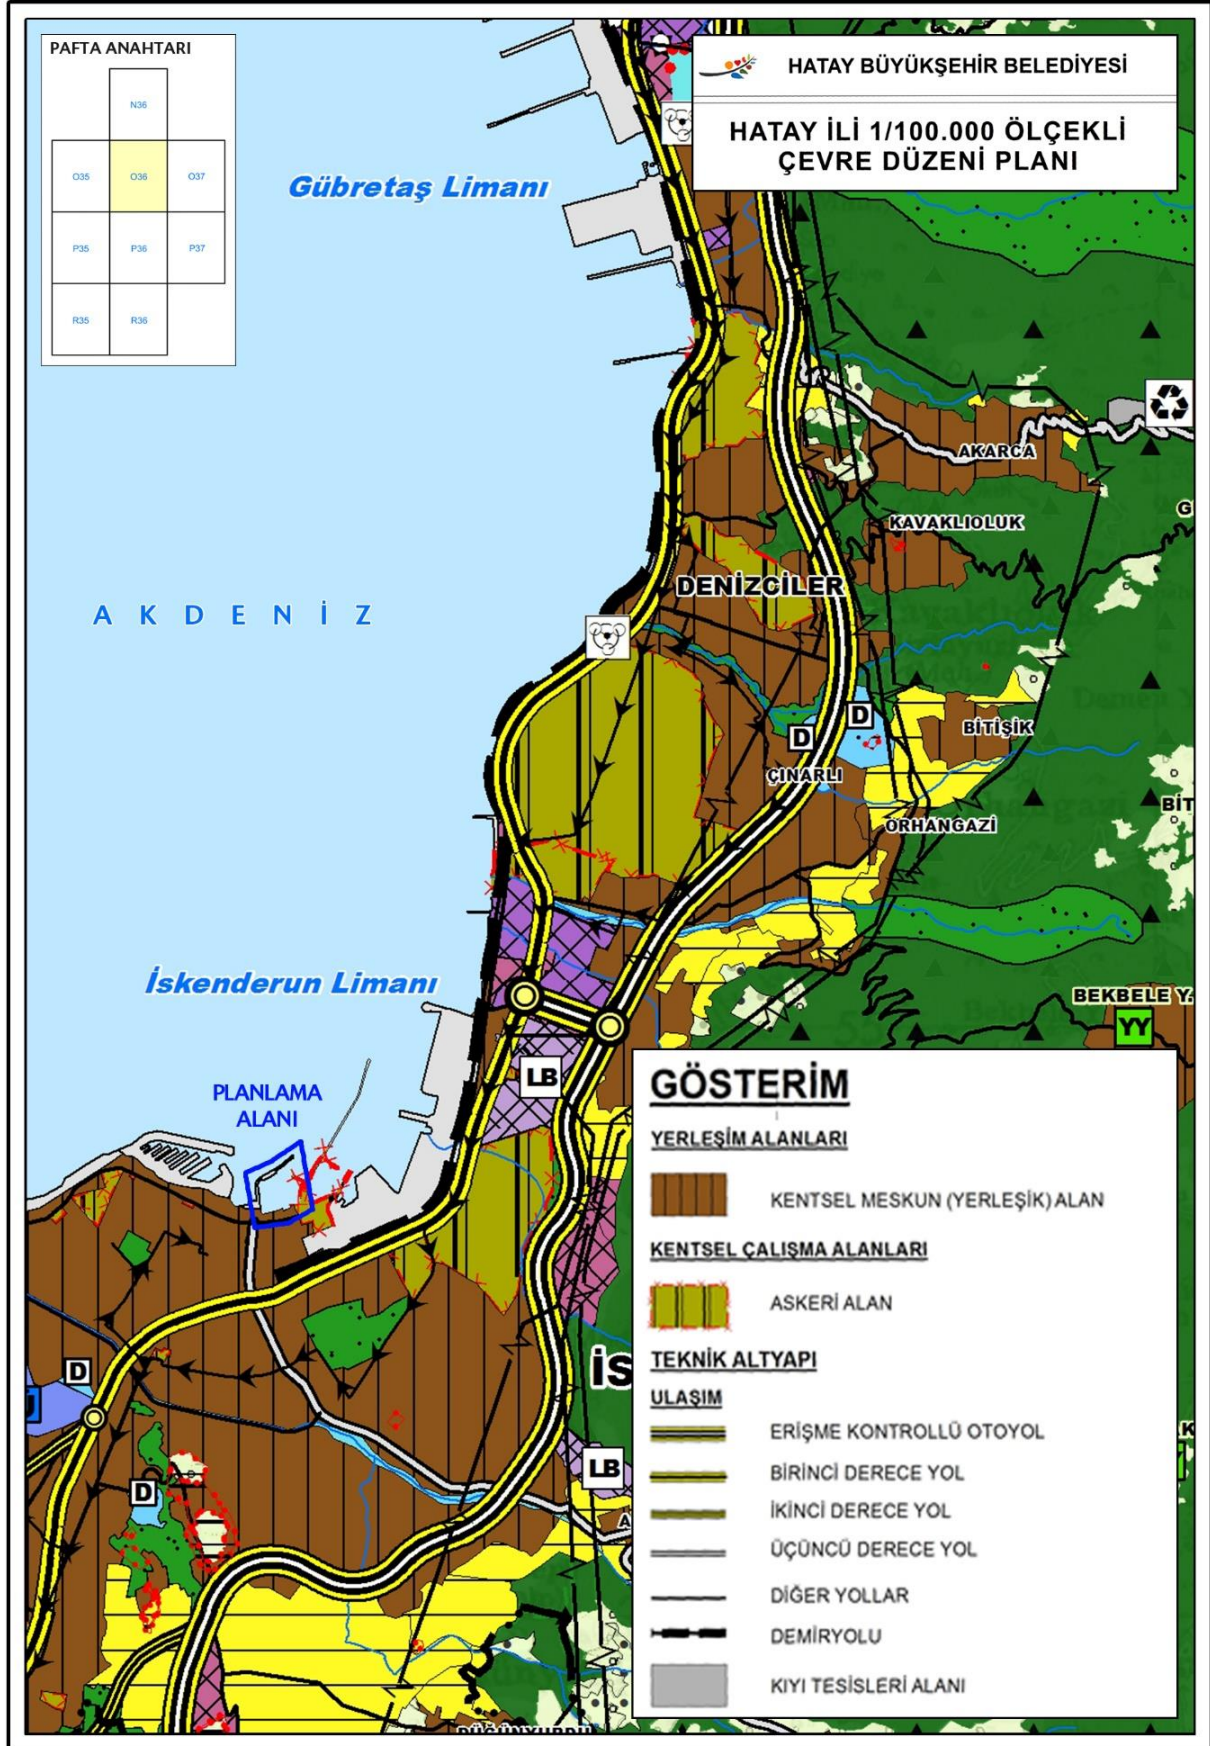 PAFTA ANAHTARI
N36
O35
O36
O37
P35
P36
P37
R35
R36
HATAY BÜYÜKŞEHİR BELEDİYESİ
HATAY İLİ 1/100.000 ÖLÇEKLİ
ÇEVRE DÜZENİ PLANI
Gübretaş Limanı
AKARCA
KAVAKLIOLUK
DENİZCİLER
A K D E N İ Z
D
D
BİTİŞİK
ÇINARLI
BİT
ORHANGAZİ
İskenderun Limanı
BEKBELE Y.
YY
LB
PLANLAMA
ALANI
GÖSTERİM
YERLEŞİM ALANLARI
KENTSEL MESKUN (YERLEŞİK) ALAN
KENTSEL ÇALIŞMA ALANLARI
ASKERİ ALAN
TEKNİK ALTYAPI
ULAŞIM
ERİŞME KONTROLLÜ OTOYOL
BİRİNCİ DERECE YOL
İKİNCİ DERECE YOL
ÜÇÜNCÜ DERECE YOL
DİĞER YOLLAR
DEMİRYOLU
KIYI TESİSLERİ ALANI
İS
D
LB
D